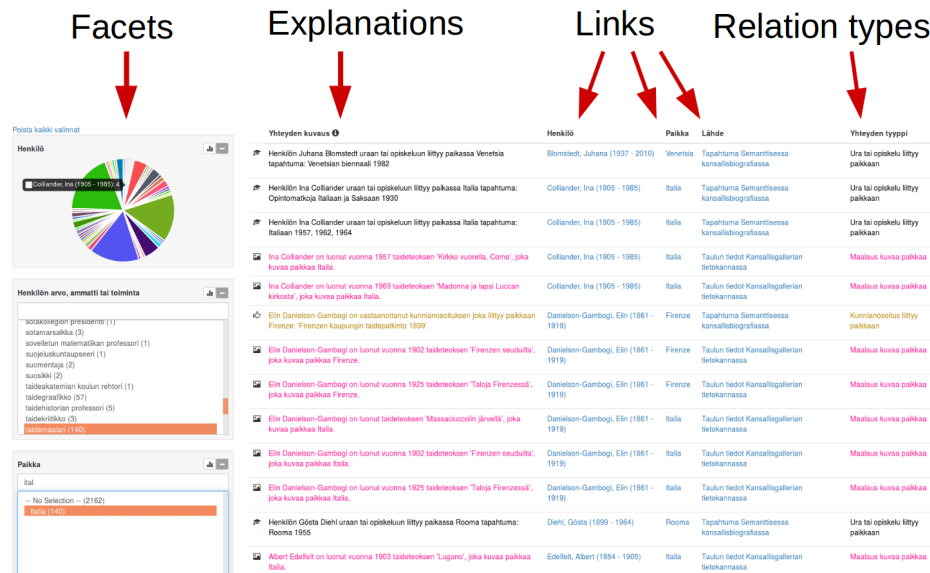 Facets
Explanations
Links
Relation types
Poista kaikki valinnat
Henkilö
Colliander, Ina (1905 - 1985): 4
Henkilön arvo, ammatti tai toiminta
sotakollegion presidentti (1)
sotamarsalkka (3)
sovelletun matematiikan professori (1)
suojeluskuntaupseeri (1)
suomentaja (2)
suosikki (2)
taideakatemian koulun rehtori (1)
taidegraafikko (57)
taidehistorian professori (5)
taidekriitikko (3)
taidemaalari (140)
Paikka
ital
-- No Selection -- (2162)
- Italia (140)
Yhteyden kuvaus
Henkilö
Paikka
Lähde
Yhteyden tyyppi
Henkilön Juhana Blomstedt uraan tai opiskeluun liittyy paikassa Venetsia
tapahtuma: Venetsian biennaali 1982
Blomstedt, Juhana (1937 - 2010)
Venetsia
Tapahtuma Semanttisessa
kansallisbiografiassa
Ura tai opiskelu liittyy
paikkaan
Henkilön Ina Colliander uraan tai opiskeluun liittyy paikassa Italia tapahtuma:
Opintomatkoja Italiaan ja Saksaan 1930
Colliander, Ina (1905 - 1985)
Italia
Tapahtuma Semanttisessa
kansallisbiografiassa
Ura tai opiskelu liittyy
paikkaan
Henkilön Ina Colliander uraan tai opiskeluun liittyy paikassa Italia tapahtuma:
Italiaan 1957, 1962, 1964
Colliander, Ina (1905 - 1985)
Italia
Tapahtuma Semanttisessa
kansallisbiografiassa
Ura tai opiskelu liittyy
paikkaan
Ina Colliander on luonut vuonna 1957 taideteoksen 'Kirkko vuorella, Como', joka
kuvaa paikkaa Italia.
Colliander, Ina (1905 - 1985)
Italia
Taulun tiedot Kansallisgallerian
tietokannassa
Maalaus kuvaa paikkaa
Ina Colliander on luonut vuonna 1969 taideteoksen 'Madonna ja lapsi Luccan
kirkosta', joka kuvaa paikkaa Italia.
Colliander, Ina (1905 - 1985)
Italia
Taulun tiedot Kansallisgallerian
tietokannassa
Maalaus kuvaa paikkaa
Elin Danielson-Gambogi on vastaanottanut kunnianosoituksen joka liittyy paikkaan
Firenze: 'Firenzen kaupungin taidepalkinto 1899'.
Danielson-Gambogi, Elin (1861 -
1919)
Firenze
Tapahtuma Semanttisessa
kansallisbiografiassa
Kunnianosoitus liittyy
paikkaan
Elin Danielson-Gambogi on luonut vuonna 1902 taideteoksen 'Firenzen seudulta',
joka kuvaa paikkaa Firenze.
Danielson-Gambogi, Elin (1861 -
1919)
Firenze
Taulun tiedot Kansallisgallerian
tietokannassa
Maalaus kuvaa paikkaa
Elin Danielson-Gambogi on luonut vuonna 1925 taideteoksen 'Taloja Firenzessä',
joka kuvaa paikkaa Firenze.
Danielson-Gambogi, Elin (1861 -
1919)
Firenze
Taulun tiedot Kansallisgallerian
tietokannassa
Maalaus kuvaa paikkaa
Elin Danielson-Gambogi on luonut taideteoksen 'Massaciuccolin järvellä', joka
kuvaa paikkaa Italia.
Danielson-Gambogi, Elin (1861 -
1919)
Italia
Taulun tiedot Kansallisgallerian
tietokannassa
Maalaus kuvaa paikkaa
Elin Danielson-Gambogi on luonut vuonna 1902 taideteoksen 'Firenzen seudulta',
joka kuvaa paikkaa Italia.
Danielson-Gambogi, Elin (1861 -
1919)
Italia
Taulun tiedot Kansallisgallerian
tietokannassa
Maalaus kuvaa paikkaa
Elin Danielson-Gambogi on luonut vuonna 1925 taideteoksen 'Taloja Firenzessä',
joka kuvaa paikkaa Italia.
Danielson-Gambogi, Elin (1861 -
1919)
Italia
Taulun tiedot Kansallisgallerian
tietokannassa
Maalaus kuvaa paikkaa
Henkilön Gösta Diehl uraan tai opiskeluun liittyy paikassa Rooma tapahtuma:
Rooma 1955
Diehl, Gösta (1899 - 1964)
Rooma
Tapahtuma Semanttisessa
kansallisbiografiassa
Ura tai opiskelu liittyy
paikkaan
Albert Edelfelt on luonut vuonna 1903 taideteoksen 'Lugano', joka kuvaa paikkaa
Italia.
Edelfelt, Albert (1854 - 1905)
Italia
Taulun tiedot Kansallisgallerian
tietokannassa
Maalaus kuvaa paikkaa